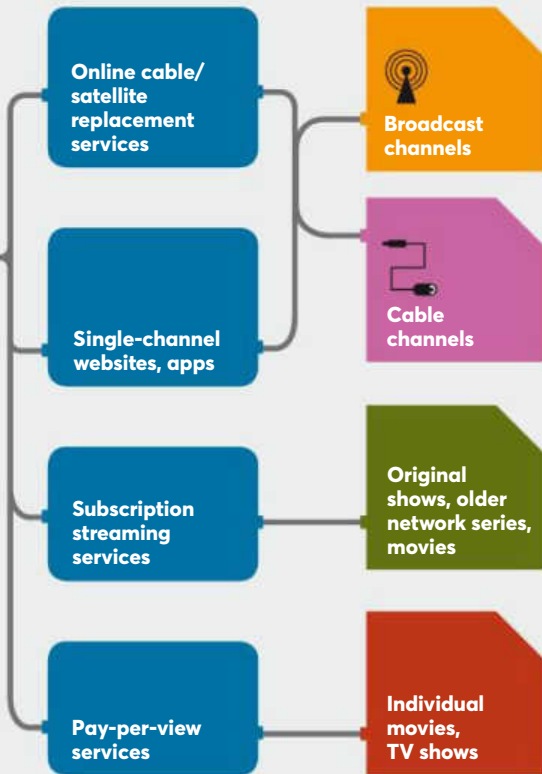 Online cable/
satellite
replacement
services
Broadcast
channels
Single-channel
websites, apps
Cable
channels
Subscription
streaming
services
Original
shows, older
network series,
movies
Pay-per-view
services
Individual
movies,
TV shows